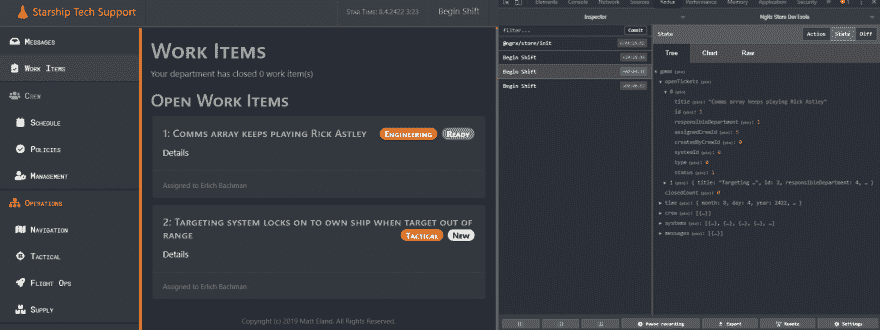 Starship Tech Support
Star Time: 8.4.2422 3:23
Begin Shift
Messages
Work Items
Crew
Schedule
Policies
Management
Operations
Navigation
Tactical
Flight Ops
Supply
Work Items
Your department has closed 0 work item(s)
Open Work Items
1: Comms array keeps playing Rick Astley
Engineering
Ready
Details
Assigned to Erlich Bachman
2: Targeting system locks on to own ship when target out of
range
Tactical
New
Details
Assigned to Erlich Bachman
Copyright (c) 2019 Matt Eland. All Rights Reserved.
Elements Console Network Sources Redux Performances Memory Application Security
Inspector
NgRx Store DevTools
filter...
Commit
@ngrx/store/init
Begin Shift
Begin Shift
Begin Shift
State
Action
State
Diff
Tree
Chart
Raw
game (pin)
openTickets (pin)
0 (pin)
title (pin): "Comms array keeps playing Rick Astley"
id (pin): 1
responsibleDepartment (pin): 1
assignedCrewId (pin): 5
createdByCrewId (pin): 0
systemId (pin): 0
type (pin): 0
status (pin): 1
1 (pin): { title: "Targeting …", id: 2, responsibleDepartment: 4, … }
closedCount (pin): 0
time (pin): { month: 8, day: 4, year: 2422, … }
crew (pin): [{…}]
systems (pin): [{…}, {…}, {…}, {…}, …]
messages (pin): [{…}]
Pause recording
Export
Remote
Settings